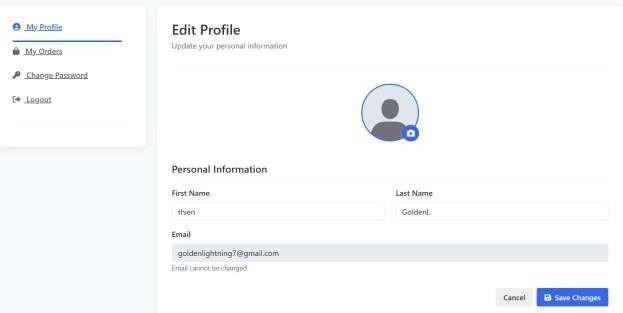 My Profile
My Orders
Change Password
Logout
Edit Profile
Update your personal information
Personal Information
First Name
Last Name
thien
GoldenL
Email
goldenlightning7@gmail.com
Email cannot be changed
Cancel
Save Changes